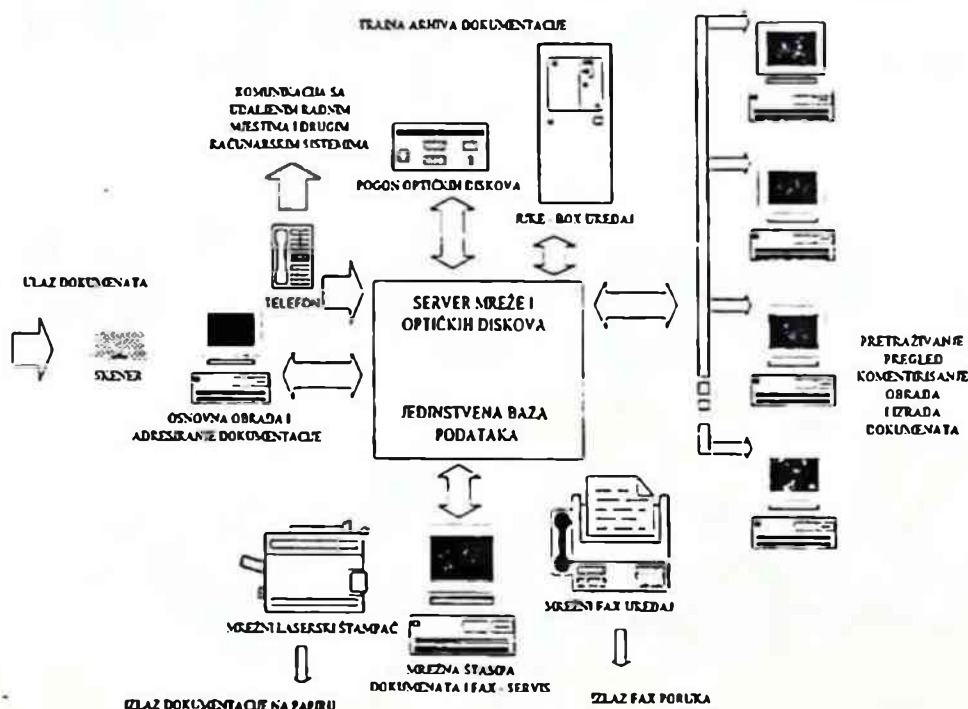 TRAJNA ARHIVA DOKUMENTACIJE
KOMUNIKACIJA SA
UDALJENIM RADNIM
MJESTIMA I DRUGIM
RAČUNARSKIM SISTEMIMA
POGON OPTIČKIH DISKOVA
JUKE - BOX UREĐAJ
ULAZ DOKUMENATA
TELEFON
SKENER
SERVER MREŽE I
OPTIČKIH DISKOVA
OSNOVNA OBRADA I
ADRESIRANJE DOKUMENTACIJE
JEDINSTVENA BAZA
PODATAKA
PRETRAŽIVANJE
PREGLED
KOMENTIRISANJE
OBRADA
I IZRADA
DOKUMENATA
MREŽNI LASERSKI ŠTAMPAČ
MREŽNI FAX UREĐAJ
MREŽNA ŠTAMPA
DOKUMENATA I FAX - SERVIS
IZLAZ DOKUMENTACIJE NA PAPIRU
IZLAZ FAX PORUKA